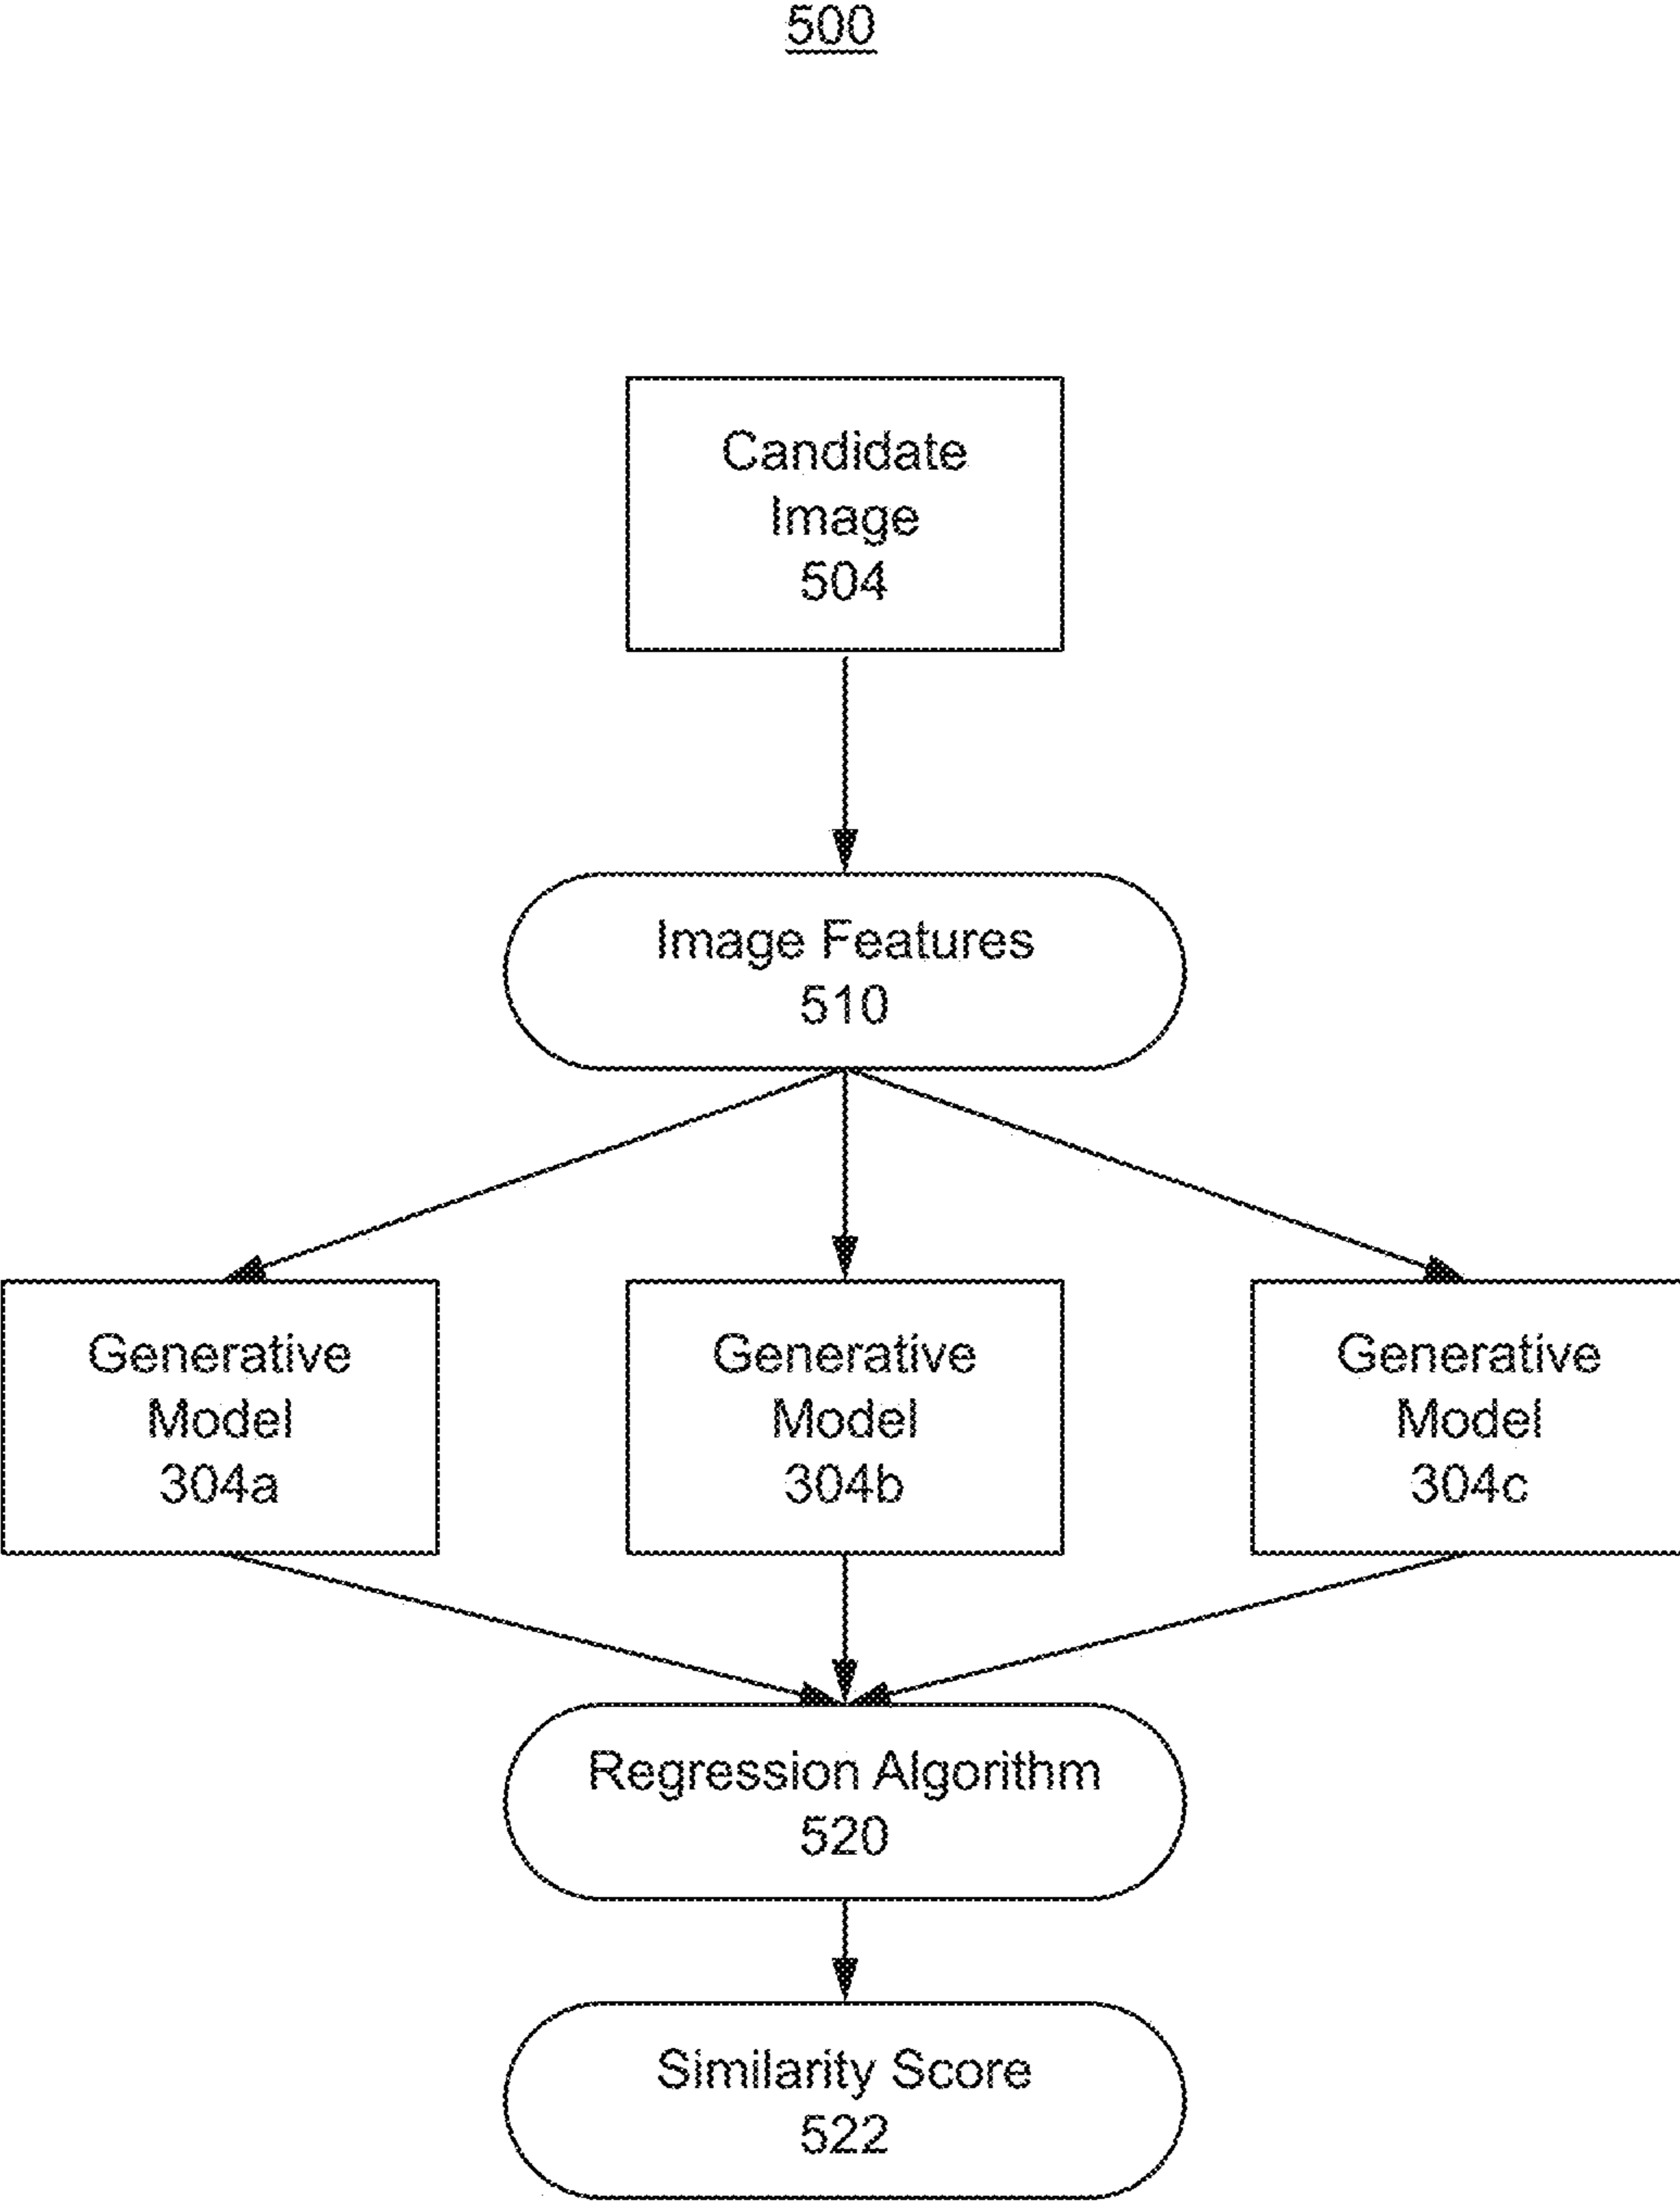 500
Candidate
Image
504
Image Features
510
Generative
Model
304a
Generative
Model
304b
Generative
Model
304c
Regression Algorithm
520
Similarity Score
522